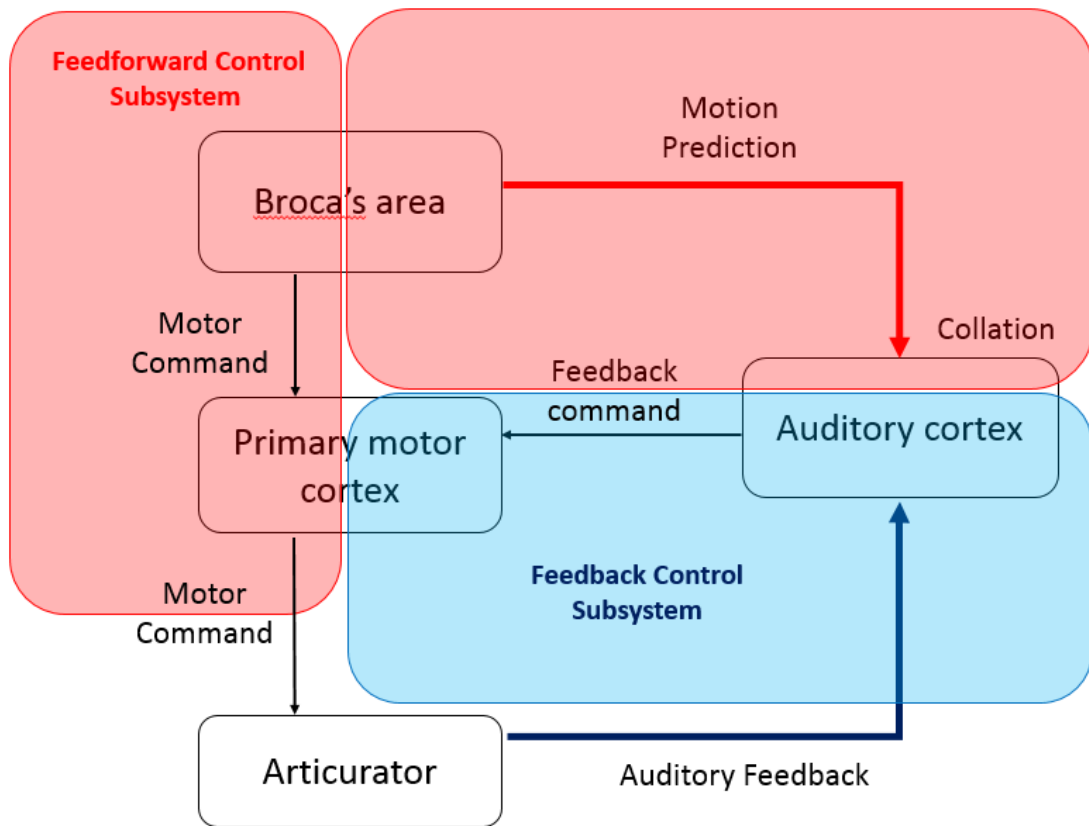 Feedforward Control
Subsystem
Motion
Prediction
Broca's area
Motor
Command
Collation
Feedback
command
Primary motor
cortex
Auditory cortex
Feedback Control
Subsystem
Motor
Command
Articurator
Auditory Feedback